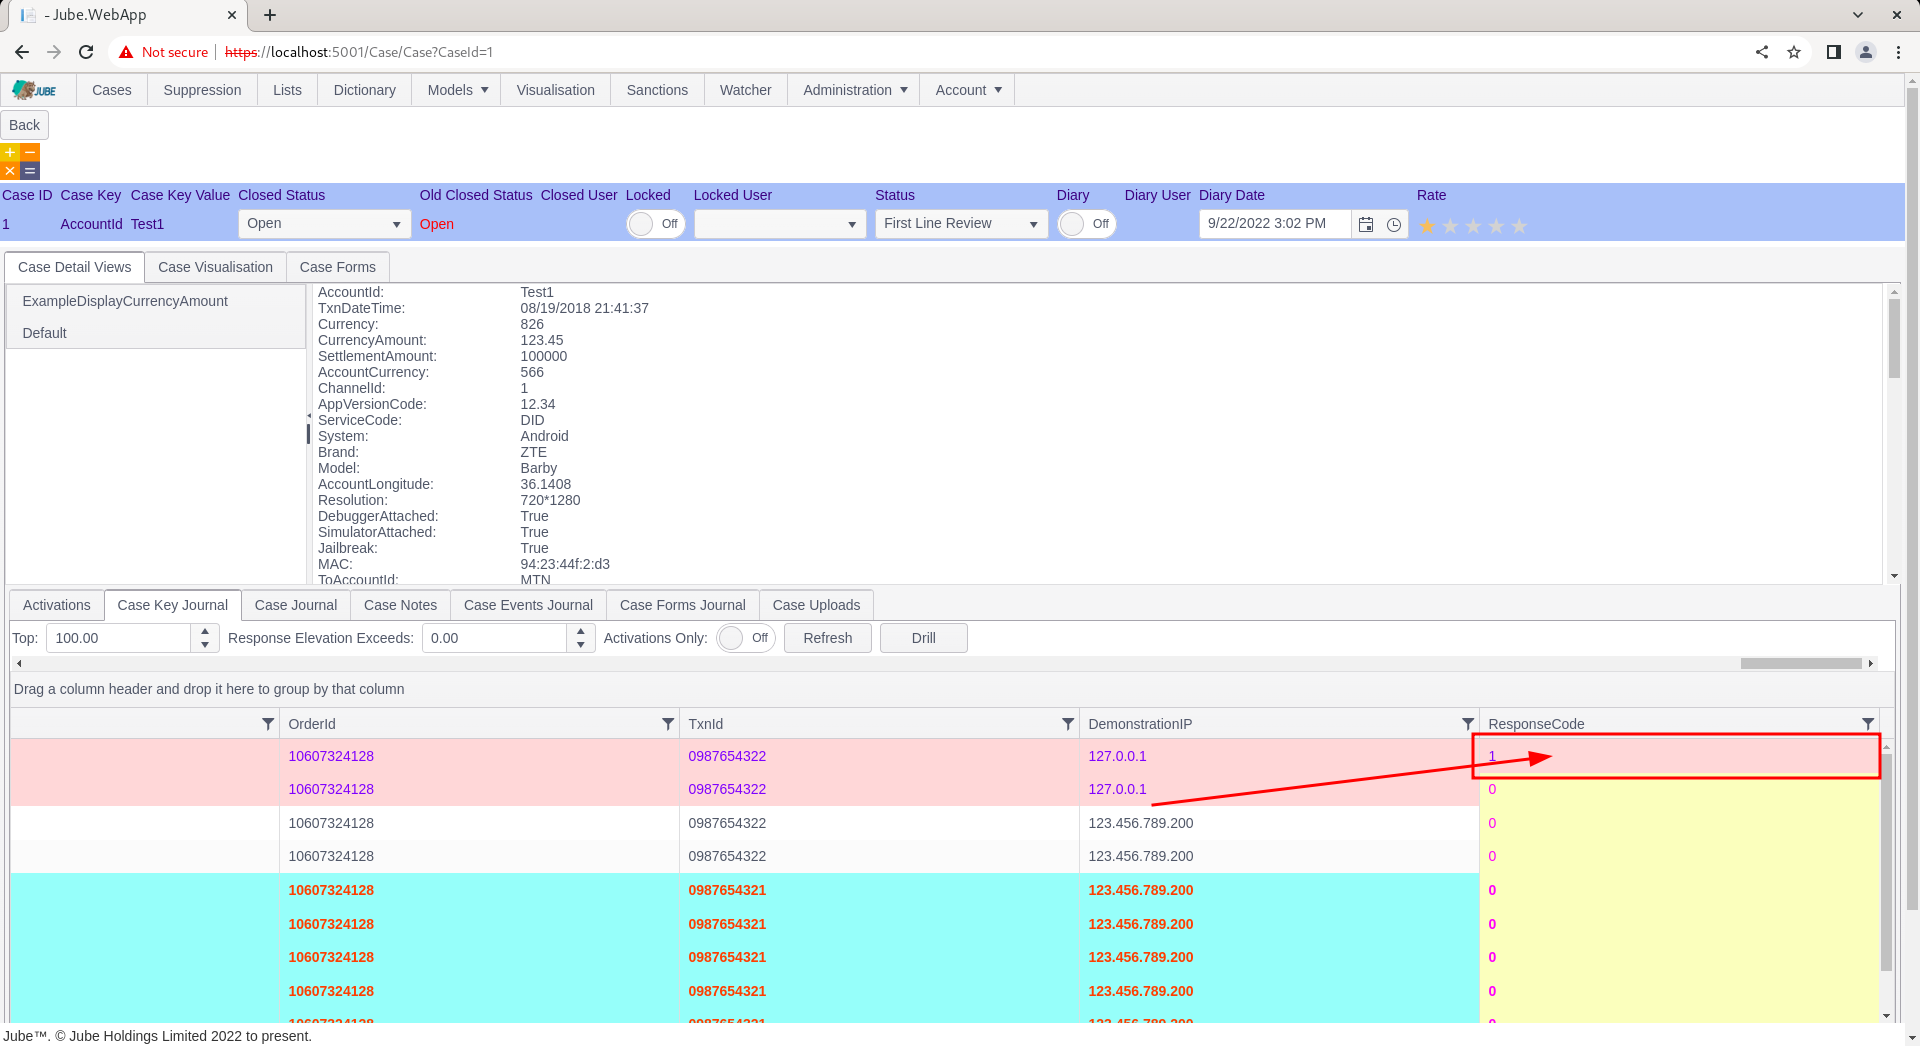 - Jube.WebApp
Not secure https://localhost:5001/Case/Case?CaseId=1
JUBE Cases Suppression Lists Dictionary Models Visualisation Sanctions Watcher Administration Account
Back
+ −
× =
Case ID Case Key Case Key Value Closed Status Old Closed Status Closed User Locked Locked User Status Diary Diary User Diary Date Rate
1 AccountId Test1 Open Open Off First Line Review Off 9/22/2022 3:02 PM
Case Detail Views Case Visualisation Case Forms
ExampleDisplayCurrencyAmount
Default
AccountId: Test1
TxnDateTime: 08/19/2018 21:41:37
Currency: 826
CurrencyAmount: 123.45
SettlementAmount: 100000
AccountCurrency: 566
ChannelId: 1
AppVersionCode: 12.34
ServiceCode: DID
System: Android
Brand: ZTE
Model: Barby
AccountLongitude: 36.1408
Resolution: 720*1280
DebuggerAttached: True
SimulatorAttached: True
Jailbreak: True
MAC: 94:23:44f:2:d3
ToAccountId: MTN
Activations Case Key Journal Case Journal Case Notes Case Events Journal Case Forms Journal Case Uploads
Top: 100.00 Response Elevation Exceeds: 0.00 Activations Only: Off Refresh Drill
Drag a column header and drop it here to group by that column
OrderId TxnId DemonstrationIP ResponseCode
10607324128 0987654322 127.0.0.1 1
10607324128 0987654322 127.0.0.1 0
10607324128 0987654322 123.456.789.200 0
10607324128 0987654322 123.456.789.200 0
10607324128 0987654321 123.456.789.200 0
10607324128 0987654321 123.456.789.200 0
10607324128 0987654321 123.456.789.200 0
10607324128 0987654321 123.456.789.200 0
10607324128 0987654321 123.456.789.200 0
Jube™. © Jube Holdings Limited 2022 to present.